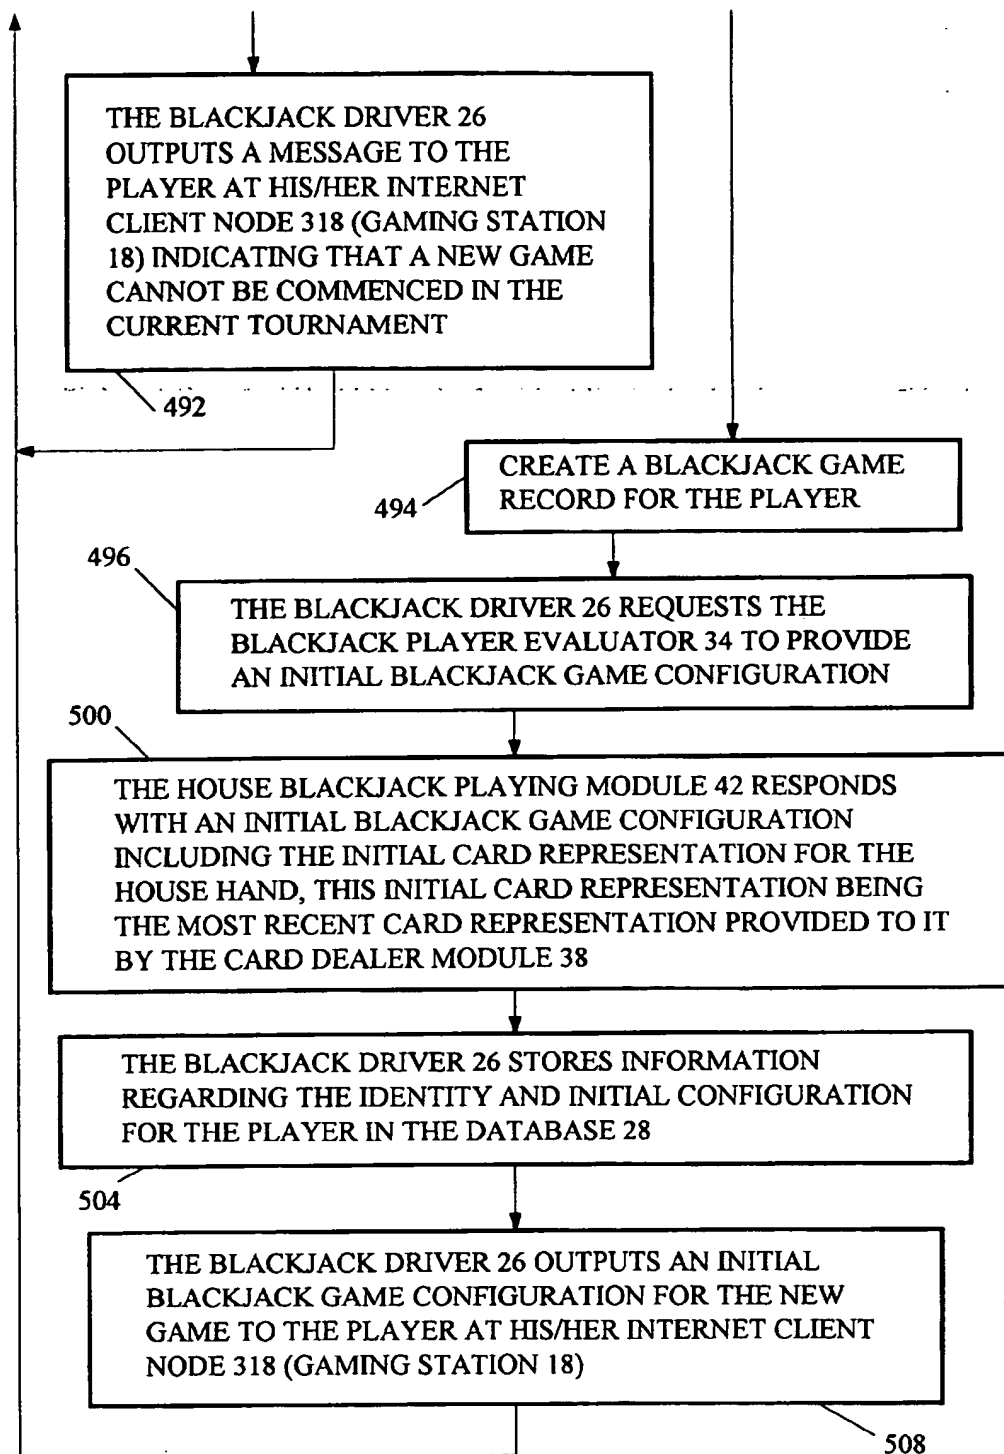 THE BLACKJACK DRIVER 26
OUTPUTS A MESSAGE TO THE
PLAYER AT HIS/HER INTERNET
CLIENT NODE 318 (GAMING STATION
18) INDICATING THAT A NEW GAME
CANNOT BE COMMENCED IN THE
CURRENT TOURNAMENT
492
CREATE A BLACKJACK GAME
RECORD FOR THE PLAYER
494
496
THE BLACKJACK DRIVER 26 REQUESTS THE
BLACKJACK PLAYER EVALUATOR 34 TO PROVIDE
AN INITIAL BLACKJACK GAME CONFIGURATION
500
THE HOUSE BLACKJACK PLAYING MODULE 42 RESPONDS
WITH AN INITIAL BLACKJACK GAME CONFIGURATION
INCLUDING THE INITIAL CARD REPRESENTATION FOR THE
HOUSE HAND, THIS INITIAL CARD REPRESENTATION BEING
THE MOST RECENT CARD REPRESENTATION PROVIDED TO IT
BY THE CARD DEALER MODULE 38
THE BLACKJACK DRIVER 26 STORES INFORMATION
REGARDING THE IDENTITY AND INITIAL CONFIGURATION
FOR THE PLAYER IN THE DATABASE 28
504
THE BLACKJACK DRIVER 26 OUTPUTS AN INITIAL
BLACKJACK GAME CONFIGURATION FOR THE NEW
GAME TO THE PLAYER AT HIS/HER INTERNET CLIENT
NODE 318 (GAMING STATION 18)
508